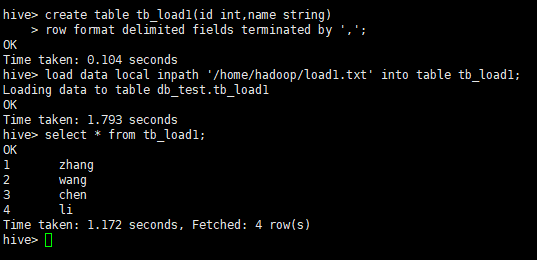 hive> create table tb_load1(id int,name string)
    > row format delimited fields terminated by ',';
OK
Time taken: 0.104 seconds
hive> load data local inpath '/home/hadoop/load1.txt' into table tb_load1;
Loading data to table db_test.tb_load1
OK
Time taken: 1.793 seconds
hive> select * from tb_load1;
OK
1       zhang
2       wang
3       chen
4       li
Time taken: 1.172 seconds, Fetched: 4 row(s)
hive>